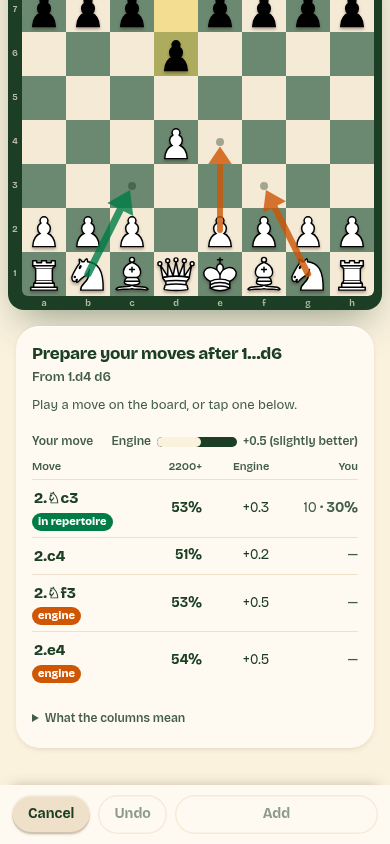 7
6
5
4
3
2
1
a b c d e f g h
Prepare your moves after 1...d6
From 1.d4 d6
Play a move on the board, or tap one below.
Your move Engine +0.5 (slightly better)
Move 2200+ Engine You
2.♘c3 53% +0.3 10 · 30%
in repertoire
2.c4 51% +0.2 —
2.♘f3 53% +0.5 —
engine
2.e4 54% +0.5 —
engine
▶ What the columns mean
Cancel Undo Add